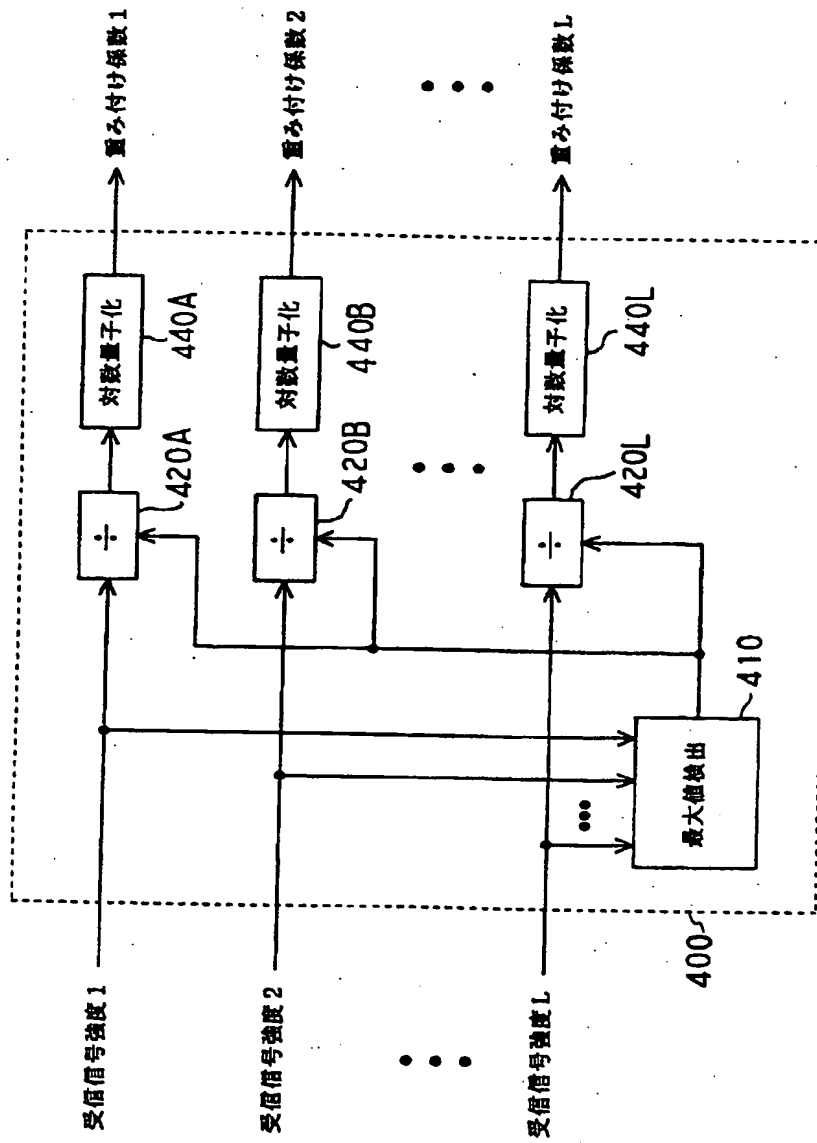 受信信号強度1
÷
420A
対数量子化
440A
重み付け係数1
受信信号強度2
÷
420B
対数量子化
440B
重み付け係数2
受信信号強度L
÷
420L
対数量子化
440L
重み付け係数L
最大値検出
410
400